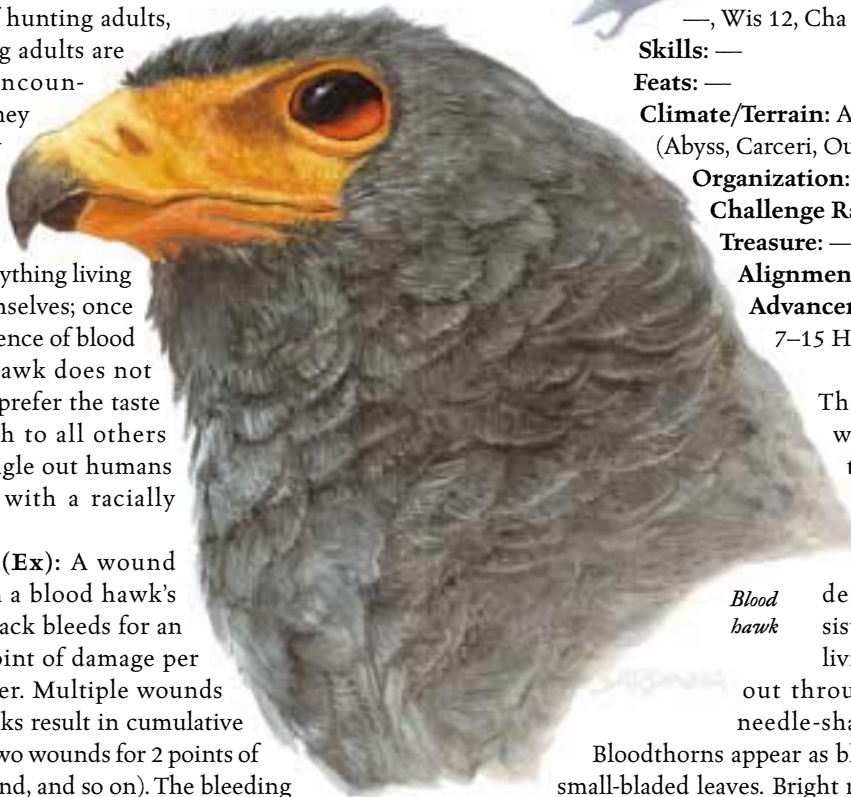 hunting adults,
g adults are
ncoun-
ney
ything living
nselves; once
ence of blood
awk does not
prefer the taste
h to all others
gle out humans
with a racially
(Ex): A wound
a blood hawk's
ack bleeds for an
oint of damage per
er. Multiple wounds
ks result in cumulative
wo wounds for 2 points of
nd, and so on). The bleeding
—, Wis 12, Cha
Skills: —
Feats: —
Climate/Terrain: A
(Abyss, Carceri, Ou
Organization:
Challenge Ra
Treasure: —
Alignmen
Advancer
7–15 H
Th
w
t
Blood
hawk
de
sis
livi
out throu
needle-sha
Bloodthorns appear as bl
small-bladed leaves. Bright r